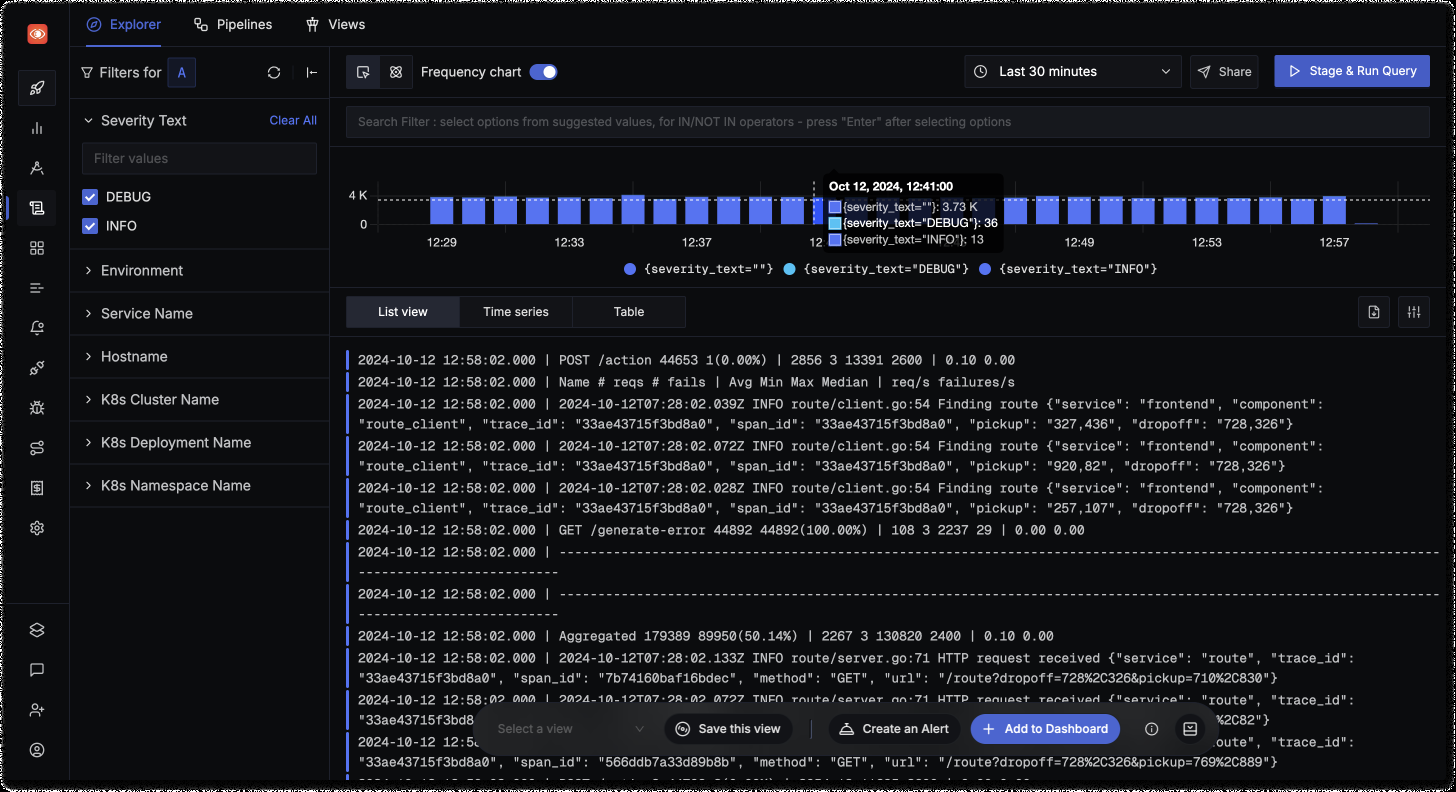 Explorer
Pipelines
Views
Filters for A
Frequency chart
Last 30 minutes
Share
Stage & Run Query
Severity Text
Clear All
Filter values
DEBUG
INFO
Environment
Service Name
Hostname
K8s Cluster Name
K8s Deployment Name
K8s Namespace Name
Search Filter : select options from suggested values, for IN/NOT IN operators - press "Enter" after selecting options
4 K
0
12:29 12:33 12:37 12:49 12:53 12:57
Oct 12, 2024, 12:41:00
{severity_text=""}: 3.73 K
{severity_text="DEBUG"}: 36
{severity_text="INFO"}: 13
{severity_text=""} {severity_text="DEBUG"} {severity_text="INFO"}
List view
Time series
Table
2024-10-12 12:58:02.000 | POST /action 44653 1(0.00%) | 2856 3 13391 2600 | 0.10 0.00
2024-10-12 12:58:02.000 | Name # reqs # fails | Avg Min Max Median | req/s failures/s
2024-10-12 12:58:02.000 | 2024-10-12T07:28:02.039Z INFO route/client.go:54 Finding route {"service": "frontend", "component":
"route_client", "trace_id": "33ae43715f3bd8a0", "span_id": "33ae43715f3bd8a0", "pickup": "327,436", "dropoff": "728,326"}
2024-10-12 12:58:02.000 | 2024-10-12T07:28:02.072Z INFO route/client.go:54 Finding route {"service": "frontend", "component":
"route_client", "trace_id": "33ae43715f3bd8a0", "span_id": "33ae43715f3bd8a0", "pickup": "920,82", "dropoff": "728,326"}
2024-10-12 12:58:02.000 | 2024-10-12T07:28:02.028Z INFO route/client.go:54 Finding route {"service": "frontend", "component":
"route_client", "trace_id": "33ae43715f3bd8a0", "span_id": "33ae43715f3bd8a0", "pickup": "257,107", "dropoff": "728,326"}
2024-10-12 12:58:02.000 | GET /generate-error 44892 44892(100.00%) | 108 3 2237 29 | 0.00 0.00
2024-10-12 12:58:02.000 | --------------------------------------------------------------------------------------------------------------------
--------------------------
2024-10-12 12:58:02.000 | --------------------------------------------------------------------------------------------------------------------
--------------------------
2024-10-12 12:58:02.000 | Aggregated 179389 89950(50.14%) | 2267 3 130820 2400 | 0.10 0.00
2024-10-12 12:58:02.000 | 2024-10-12T07:28:02.133Z INFO route/server.go:71 HTTP request received {"service": "route", "trace_id":
"33ae43715f3bd8a0", "span_id": "7b74160baf16bdec", "method": "GET", "url": "/route?dropoff=728%2C326&pickup=710%2C830"}
2024-10-12 12:58:02.000 | 2024-10-12T07:28:02.072Z INFO route/server.go:71 HTTP request received {"service": "route", "trace_id":
"33ae43715f3bd8 %2C82"}
2024-10-12 12:58 "route", "trace_id":
"33ae43715f3bd8a0", "span_id": "566ddb7a33d89b8b", "method": "GET", "url": "/route?dropoff=728%2C326&pickup=769%2C889"}
Select a view
Save this view
Create an Alert
Add to Dashboard